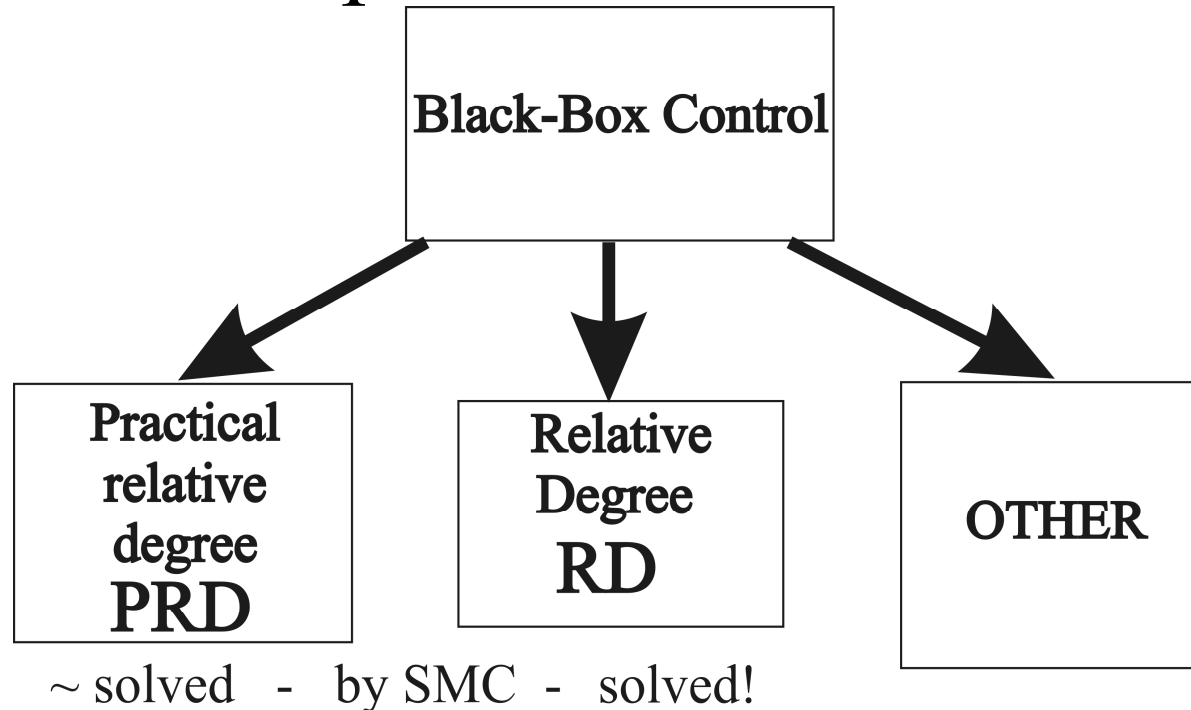 Black-Box Control
Practical
relative
degree
PRD
Relative
Degree
RD
OTHER
~ solved - by SMC - solved!